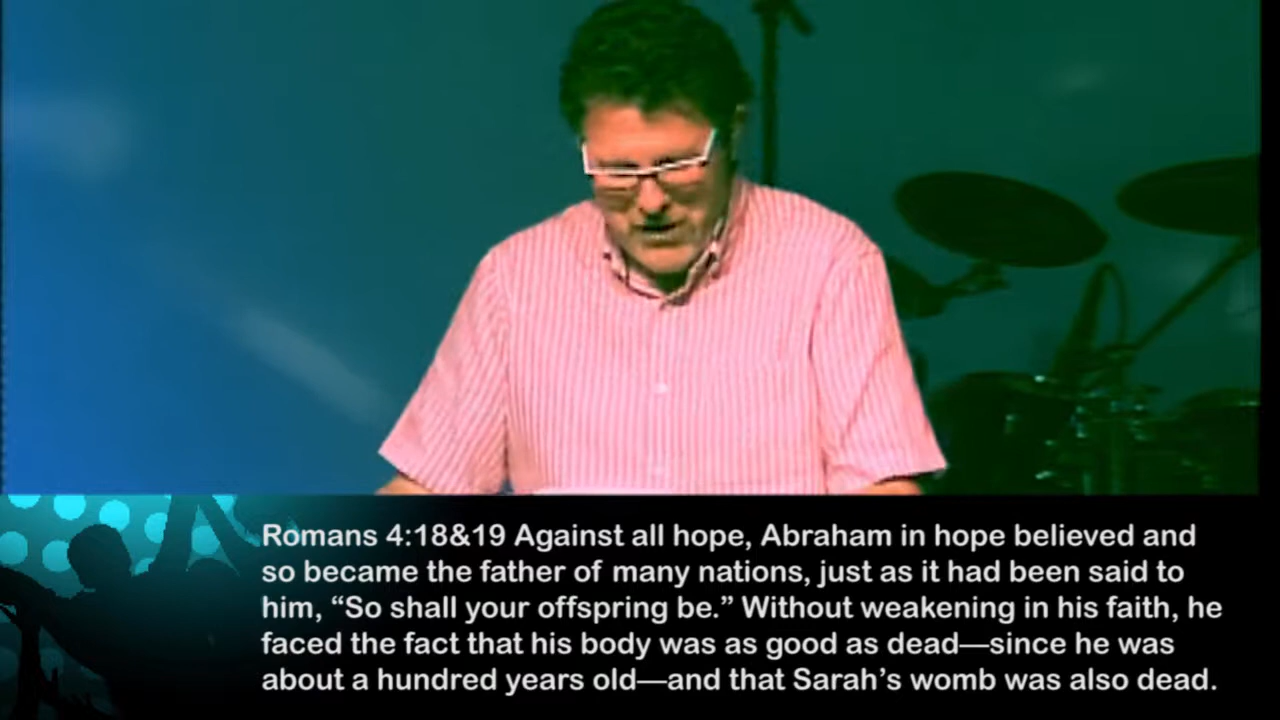 Romans 4:18&19 Against all hope, Abraham in hope believed and
so became the father of many nations, just as it had been said to
him, “So shall your offspring be.” Without weakening in his faith, he
faced the fact that his body was as good as dead—since he was
about a hundred years old—and that Sarah’s womb was also dead.